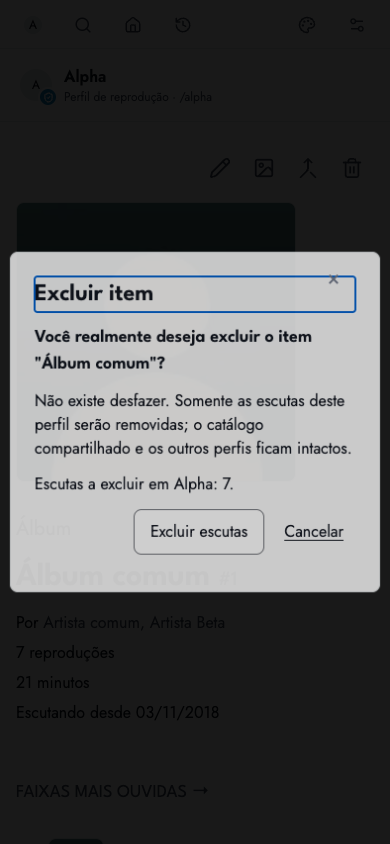 A
Alpha
A
Perfil de reprodução · /alpha
×
Excluir item
Você realmente deseja excluir o item
"Álbum comum"?
Não existe desfazer. Somente as escutas deste
perfil serão removidas; o catálogo
compartilhado e os outros perfis ficam intactos.
Escutas a excluir em Alpha: 7.
Excluir escutas
Cancelar
Álbum
Álbum comum #1
Por Artista comum, Artista Beta
7 reproduções
21 minutos
Escutando desde 03/11/2018
FAIXAS MAIS OUVIDAS →